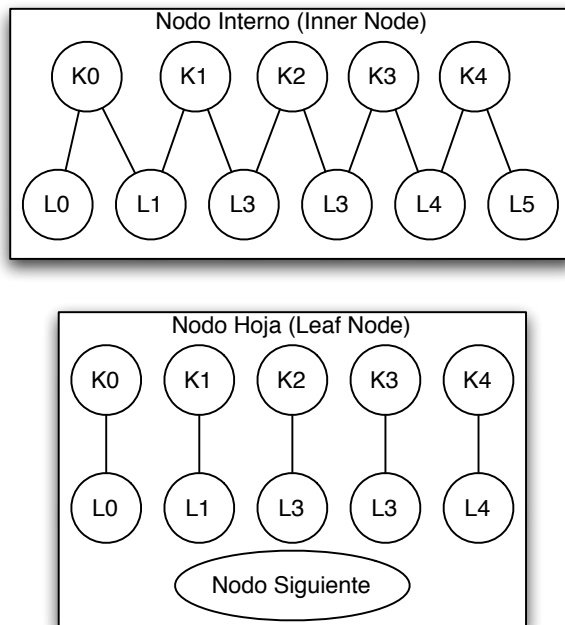 Nodo Interno (Inner Node)
K0 K1 K2 K3 K4
L0 L1 L3 L3 L4 L5
Nodo Hoja (Leaf Node)
K0 K1 K2 K3 K4
L0 L1 L3 L3 L4
Nodo Siguiente